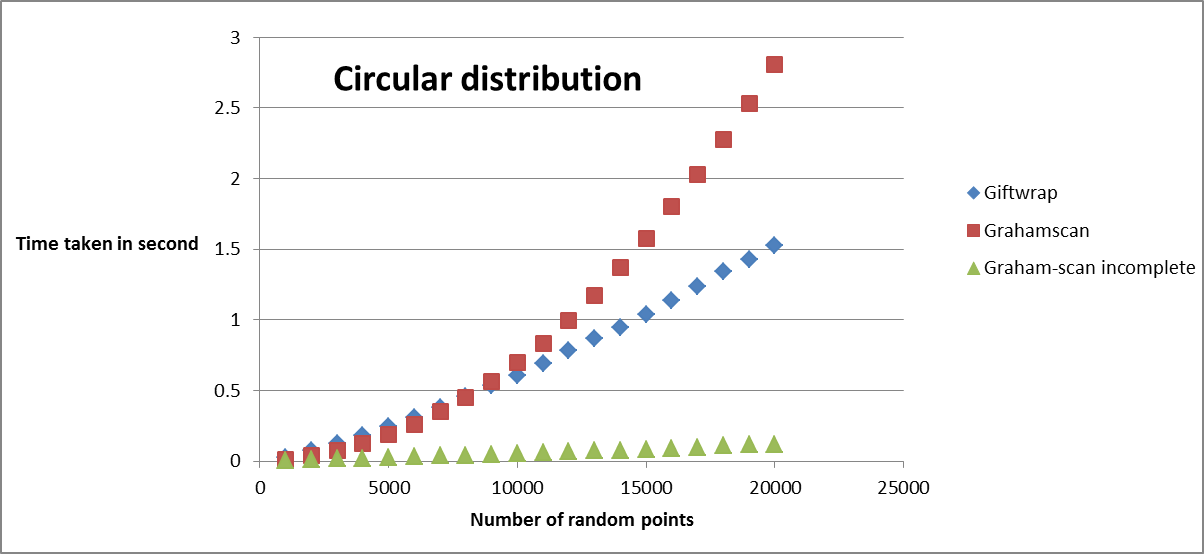 Circular distribution
3
2.5
2
1.5
1
0.5
0
Time taken in second
0
5000
10000
15000
20000
25000
Number of random points
Giftwrap
Grahamscan
Graham-scan incomplete